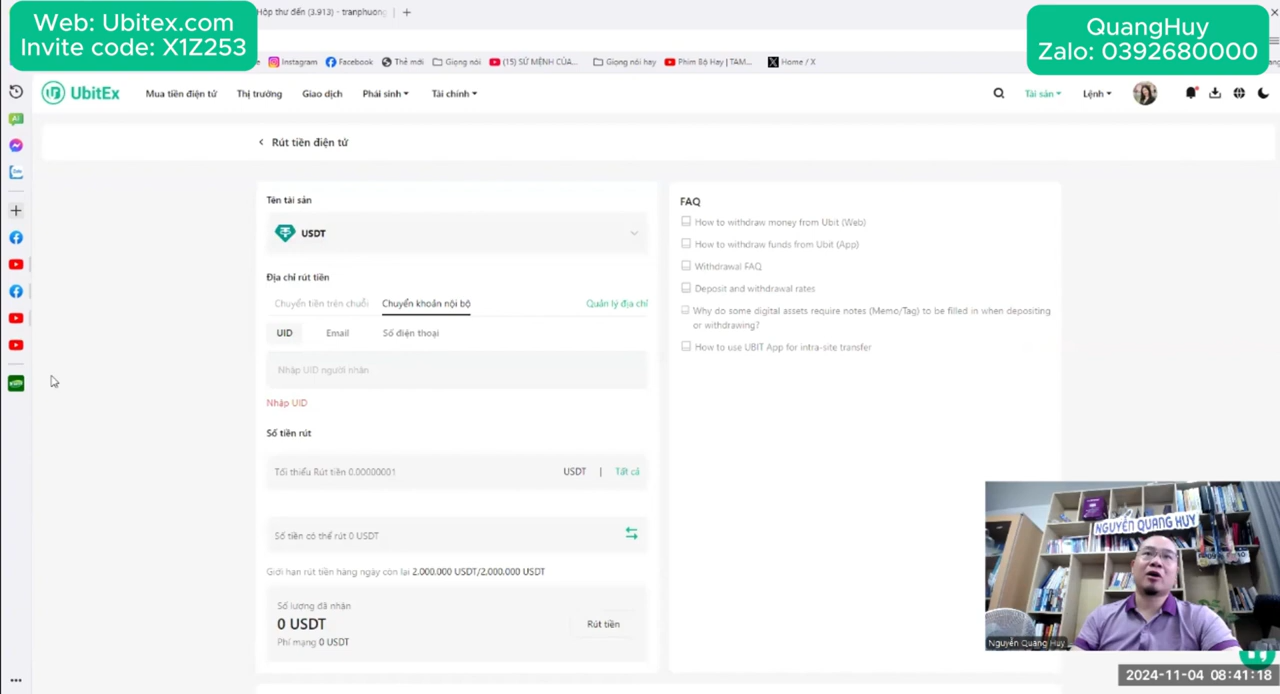 Web: Ubitex.com
Invite code: X1Z253
Hộp thư đến (3.913) - tranphuong
QuangHuy
Zalo: 0392680000
Instagram
Facebook
Thẻ mới
Giọng nói
(15) SỨ MỆNH CỦA...
Giọng nói hay
Phim Bộ Hay | TAM...
Home / X
UbitEx
Mua tiền điện tử
Thị trường
Giao dịch
Phái sinh
Tài chính
Tài sản
Lệnh
Rút tiền điện tử
Tên tài sản
USDT
Địa chỉ rút tiền
Chuyển tiền trên chuỗi
Chuyển khoản nội bộ
Quản lý địa chỉ
UID
Email
Số điện thoại
Nhập UID người nhận
Nhập UID
Số tiền rút
Tối thiểu Rút tiền 0.00000001
USDT | Tất cả
Số tiền có thể rút 0 USDT
Giới hạn rút tiền hàng ngày còn lại 2.000.000 USDT/2.000.000 USDT
Số lượng đã nhận
0 USDT
Phí mạng 0 USDT
Rút tiền
FAQ
How to withdraw money from Ubit (Web)
How to withdraw funds from Ubit (App)
Withdrawal FAQ
Deposit and withdrawal rates
Why do some digital assets require notes (Memo/Tag) to be filled in when depositing
or withdrawing?
How to use UBIT App for intra-site transfer
NGUYỄN QUANG HUY
Nguyễn Quang Huy
2024-11-04 08:41:18